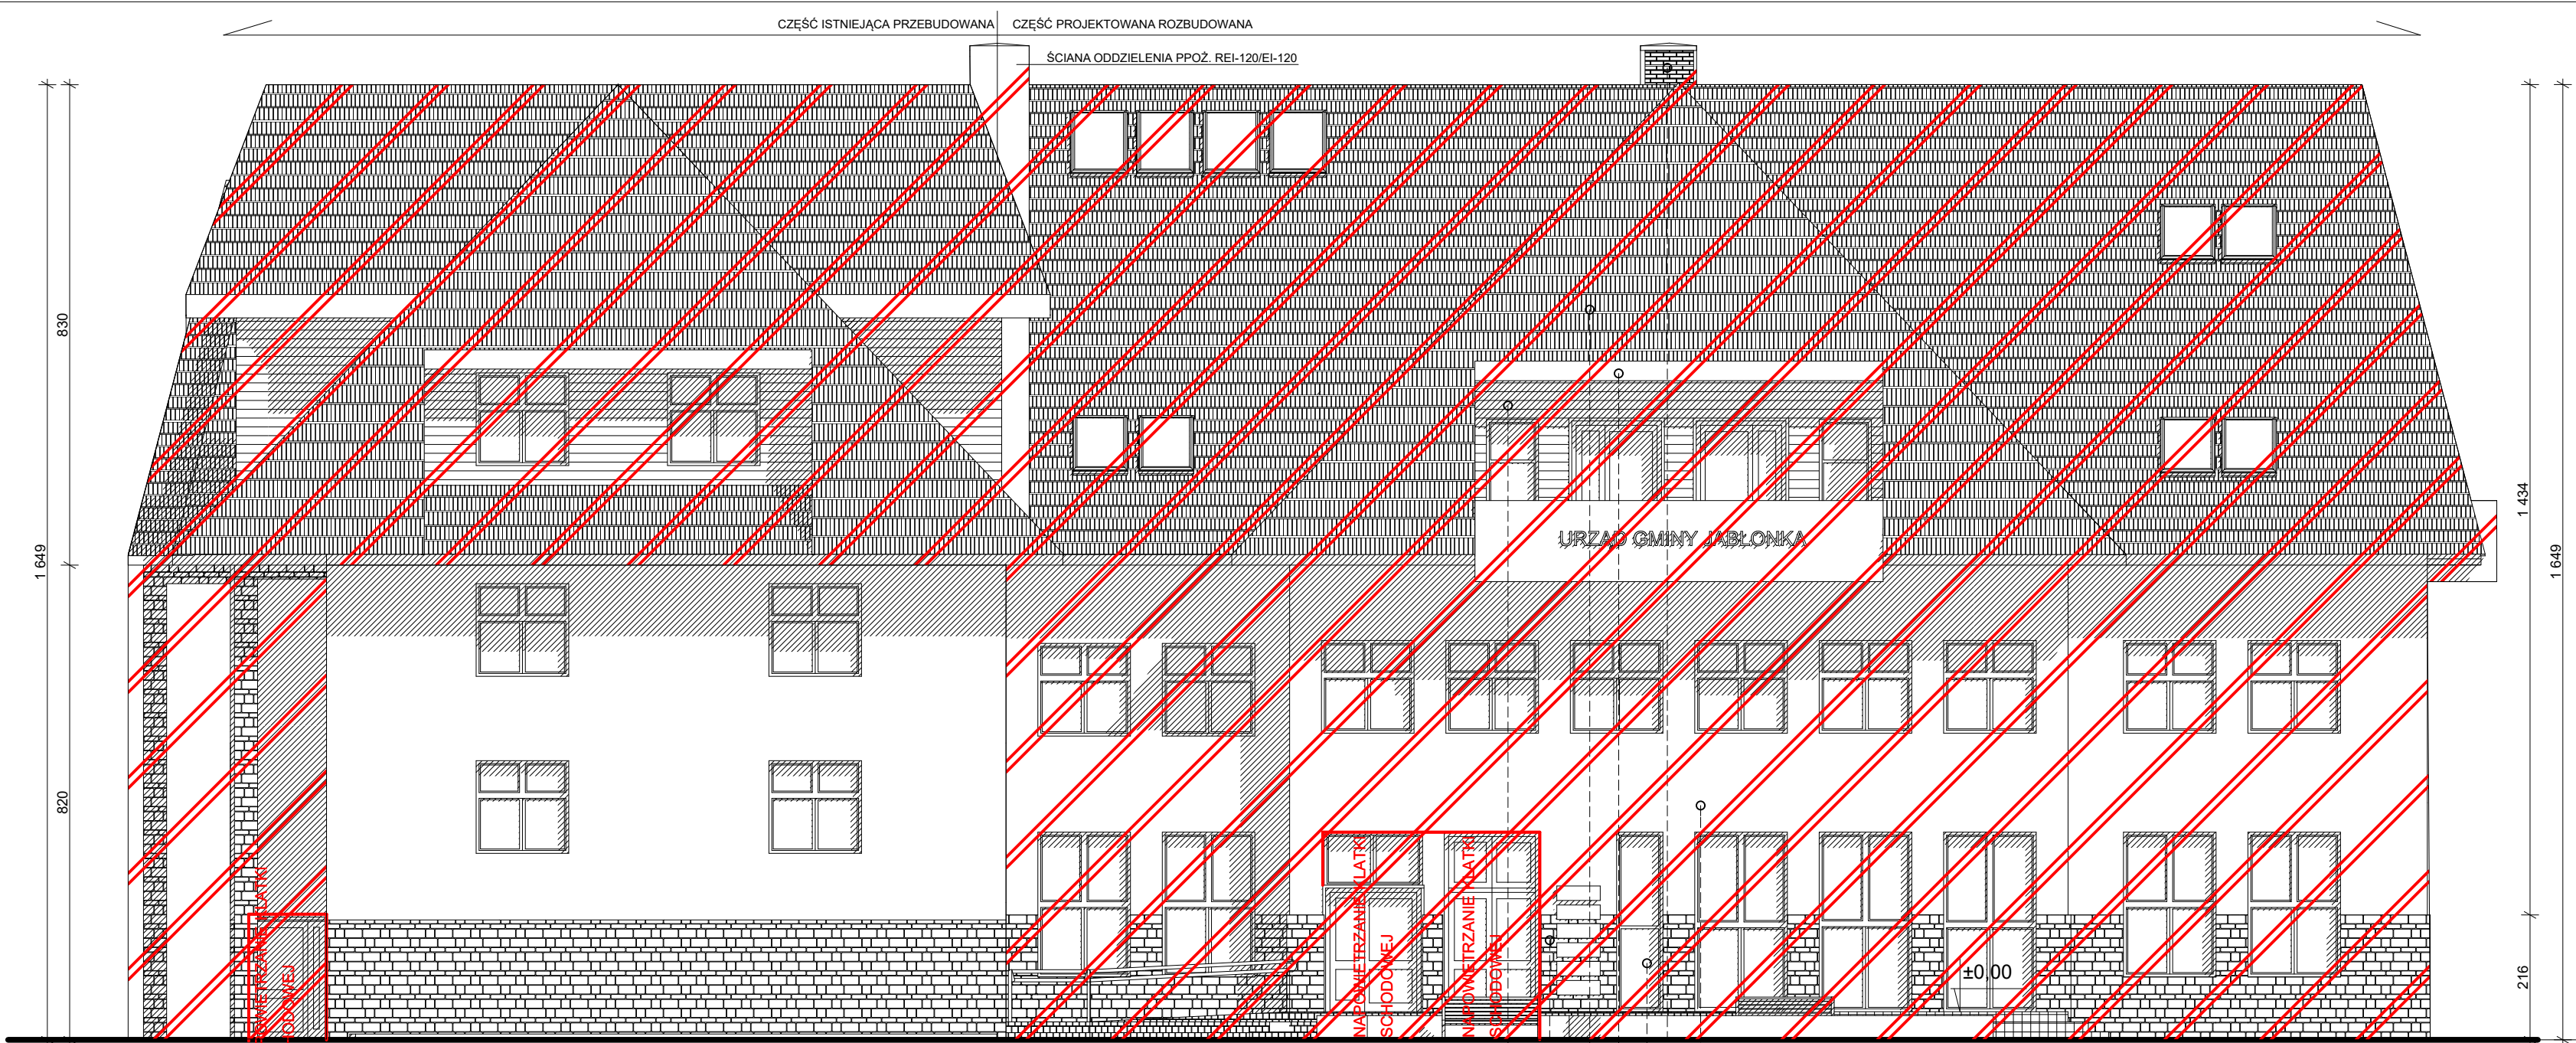 CZĘŚĆ ISTNIEJĄCA PRZEBUDOWANA
CZĘŚĆ PROJEKTOWANA ROZBUDOWANA
ŚCIANA ODDZIELENIA PPOŻ. REI-120/EI-120
830
1 649
820
1 434
1 649
216
URZĄD GMINY JABŁONKA
±0,00
KLATKI
NAPOWIETRZANIE KLATKI
SCHODOWEJ
NAPOWIETRZANIE KLATKI
SCHODOWEJ